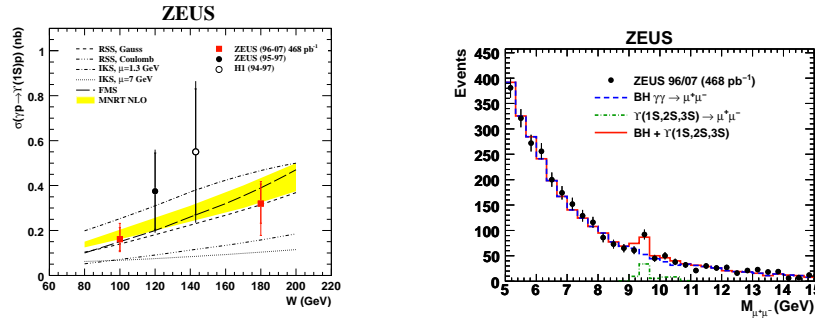 ZEUS
σ(γp→Υ(1S)p) (nb)
1
0.8
0.6
0.4
0.2
0
RSS, Gauss
RSS, Coulomb
IKS, μ=1.3 GeV
IKS, μ=7 GeV
FMS
MNRT NLO
ZEUS (96-07) 468 pb⁻¹
ZEUS (95-97)
H1 (94-97)
60 80 100 120 140 160 180 200 220
W (GeV)
ZEUS
Events
450
400
350
300
250
200
150
100
50
0
ZEUS 96/07 (468 pb⁻¹)
BH γγ → μ⁺μ⁻
Υ(1S,2S,3S) → μ⁺μ⁻
BH + Υ(1S,2S,3S)
5 6 7 8 9 10 11 12 13 14 15
M μ⁺μ⁻ (GeV)